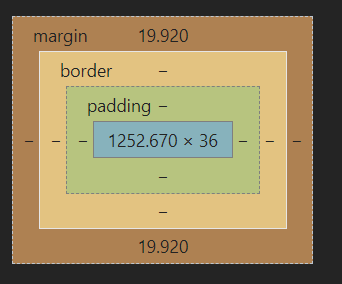 margin 19.920
border –
padding –
– – – 1252.670 × 36 – – –
–
–
19.920